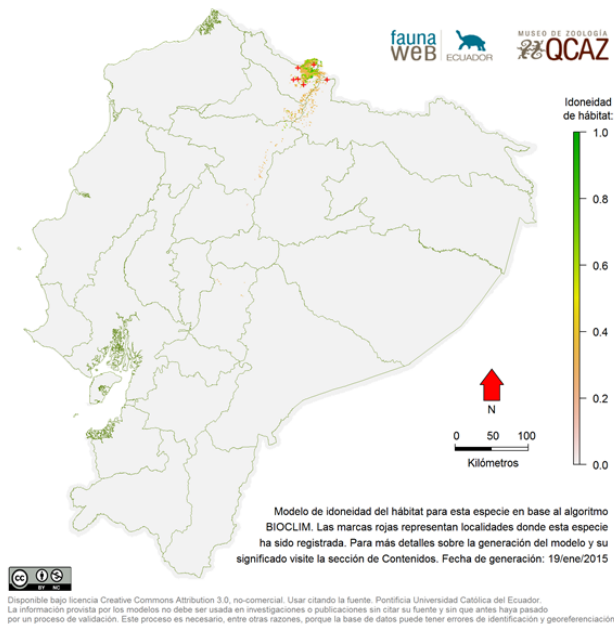 fauna
WEB
ECUADOR
MUSEO DE ZOOLOGÍA
QCAZ
Idoneidad
de hábitat:
1.0
0.8
0.6
0.4
0.2
0.0
N
0 50 100
Kilómetros
Modelo de idoneidad del hábitat para esta especie en base al algoritmo
BIOCLIM. Las marcas rojas representan localidades donde esta especie
ha sido registrada. Para más detalles sobre la generación del modelo y su
significado visite la sección de Contenidos. Fecha de generación: 19/ene/2015
cc
BY NC
Disponible bajo licencia Creative Commons Attribution 3.0, no-comercial. Usar citando la fuente. Pontificia Universidad Católica del Ecuador.
La información provista por los modelos no debe ser usada en investigaciones o publicaciones sin citar su fuente y sin que antes haya pasado
por un proceso de validación. Este proceso es necesario, entre otras razones, porque la base de datos puede tener errores de identificación y georeferenciación